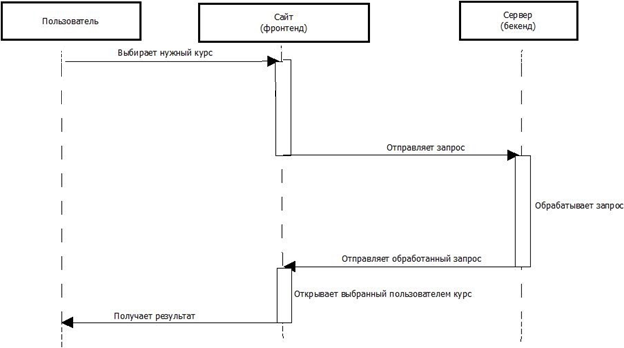 Пользователь
Сайт
(фронтенд)
Сервер
(бекенд)
Выбирает нужный курс
Отправляет запрос
Обрабатывает запрос
Отправляет обработанный запрос
Открывает выбранный пользователем курс
Получает результат